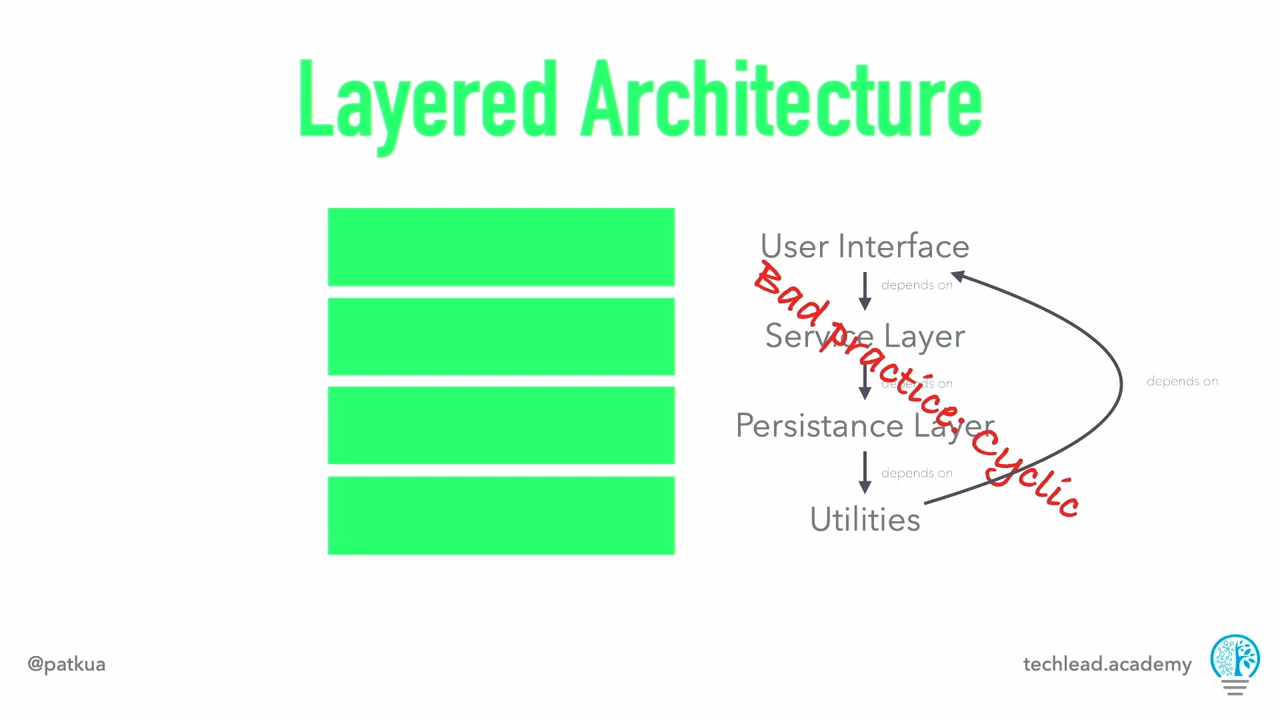 Layered Architecture
User Interface
depends on
Service Layer
depends on
depends on
Persistance Layer
depends on
Utilities
Bad practice: Cyclic
@patkua
techlead.academy